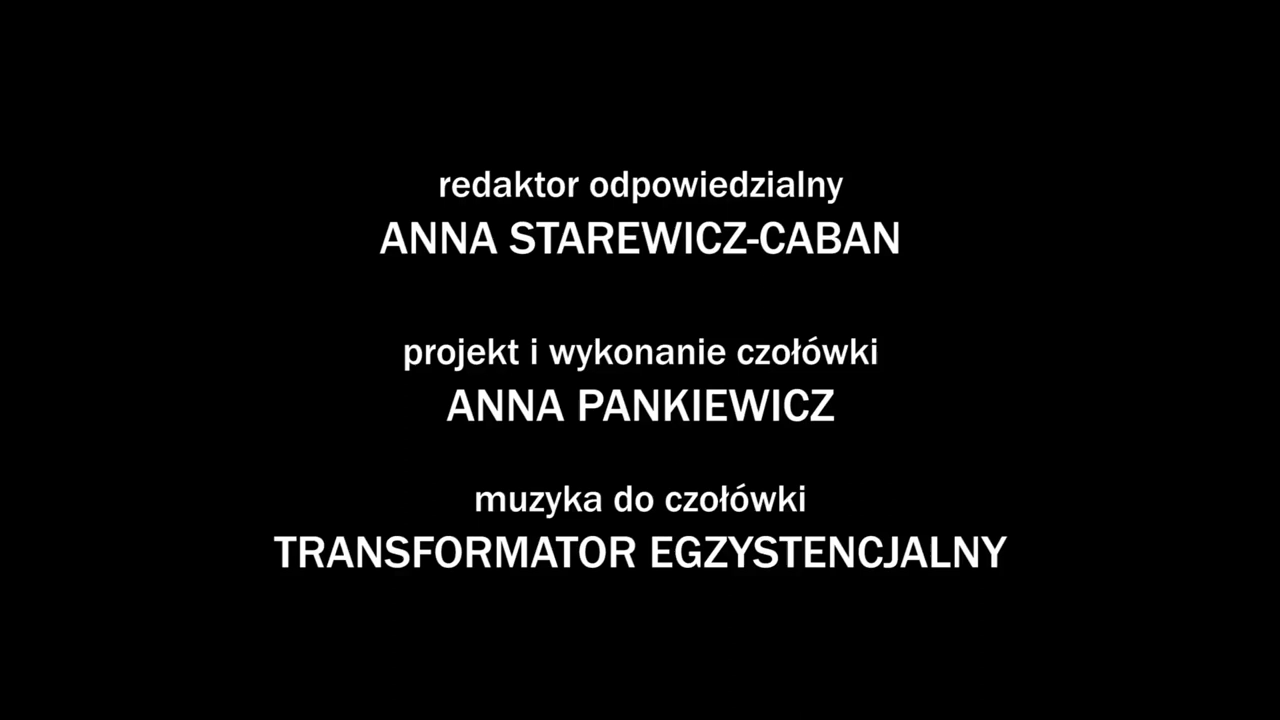 redaktor odpowiedzialny
ANNA STAREWICZ-CABAN
projekt i wykonanie czołówki
ANNA PANKIEWICZ
muzyka do czołówki
TRANSFORMATOR EGZYSTENCJALNY